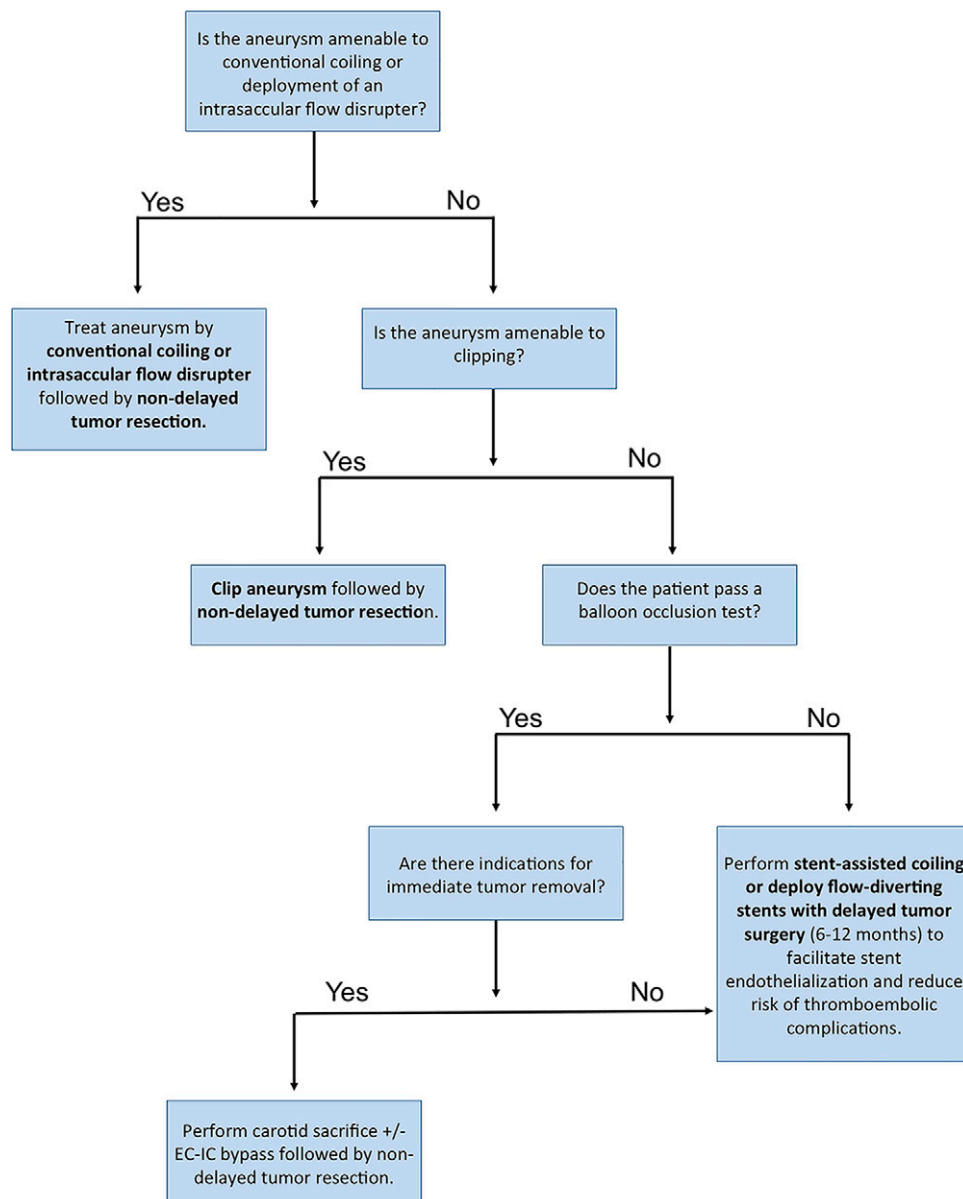 Is the aneurysm amenable to
conventional coiling or
deployment of an
intrasaccular flow disrupter?
Yes
No
Treat aneurysm by
conventional coiling or
intrasaccular flow disrupter
followed by non-delayed
tumor resection.
Is the aneurysm amenable to
clipping?
Yes
No
Clip aneurysm followed by
non-delayed tumor resection.
Does the patient pass a
balloon occlusion test?
Yes
No
Are there indications for
immediate tumor removal?
Perform stent-assisted coiling
or deploy flow-diverting
stents with delayed tumor
surgery (6-12 months) to
facilitate stent
endothelialization and reduce
risk of thromboembolic
complications.
Yes
No
Perform carotid sacrifice +/-
EC-IC bypass followed by non-
delayed tumor resection.